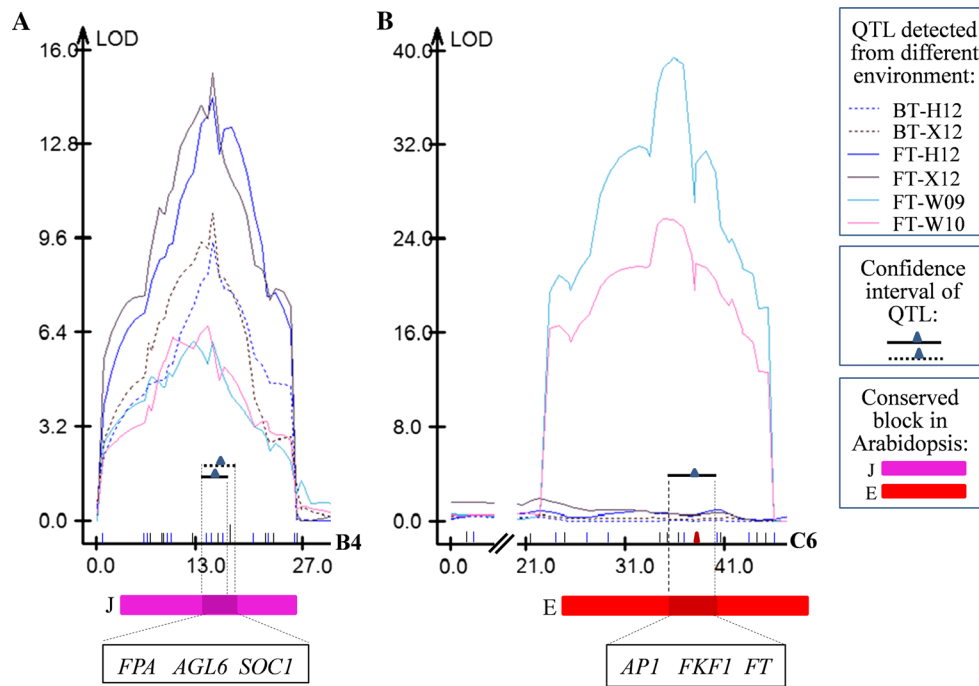 A
LOD
16.0
12.8
9.6
6.4
3.2
0.0
B4
0.0
13.0
27.0
J
FPA AGL6 SOC1
B
LOD
40.0
32.0
24.0
16.0
8.0
0.0
C6
0.0
21.0
31.0
41.0
E
AP1 FKF1 FT
QTL detected
from different
environment:
BT-H12
BT-X12
FT-H12
FT-X12
FT-W09
FT-W10
Confidence
interval of
QTL:
Conserved
block in
Arabidopsis:
J
E